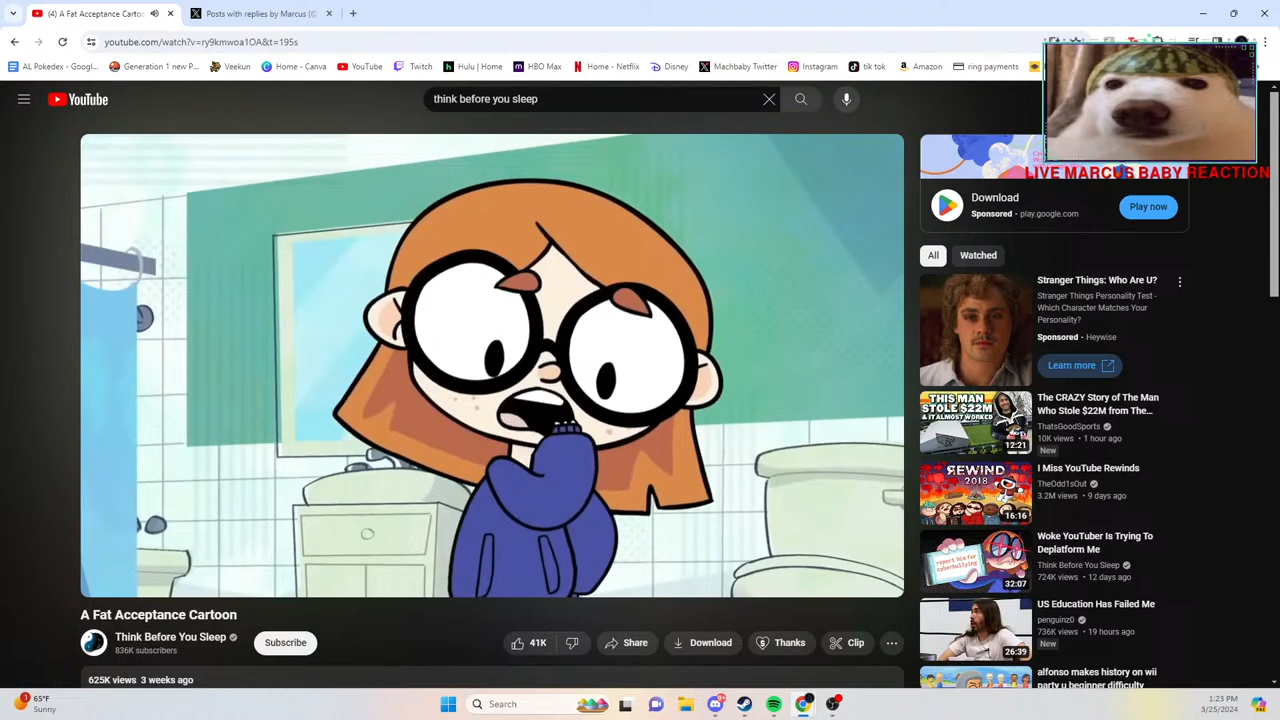 (4) A Fat Acceptance Cartoo
Posts with replies by Marcus (@
youtube.com/watch?v=ry9kmwoa1OA&t=195s
AL Pokedex - Googl...
Generation 1 new P...
Veekun
Home - Canva
YouTube
Twitch
hulu | Home
HBO Max
Home - Netflix
Disney
Machbaby Twitter
Instagram
tik tok
Amazon
ring payments
YouTube
think before you sleep
LIVE MARCUS BABY REACTION
Download
Sponsored • play.google.com
Play now
All
Watched
Stranger Things: Who Are U?
Stranger Things Personality Test -
Which Character Matches Your
Personality?
Sponsored • Heywise
Learn more
THIS MAN
STOLE $22M
& IT ALMOST WORKED
12:21
The CRAZY Story of The Man
Who Stole $22M from The...
ThatsGoodSports
10K views • 1 hour ago
New
REWIND
2018
16:16
I Miss YouTube Rewinds
TheOdd1sOut
3.2M views • 9 days ago
report him for
cyberbullying
32:07
Woke YouTuber Is Trying To
Deplatform Me
Think Before You Sleep
724K views • 12 days ago
26:39
US Education Has Failed Me
penguinz0
736K views • 19 hours ago
New
alfonso makes history on wii
party u beginner difficulty
A Fat Acceptance Cartoon
Think Before You Sleep
836K subscribers
Subscribe
41K
Share
Download
Thanks
Clip
625K views 3 weeks ago
65°F
Sunny
Search
1:23 PM
3/25/2024